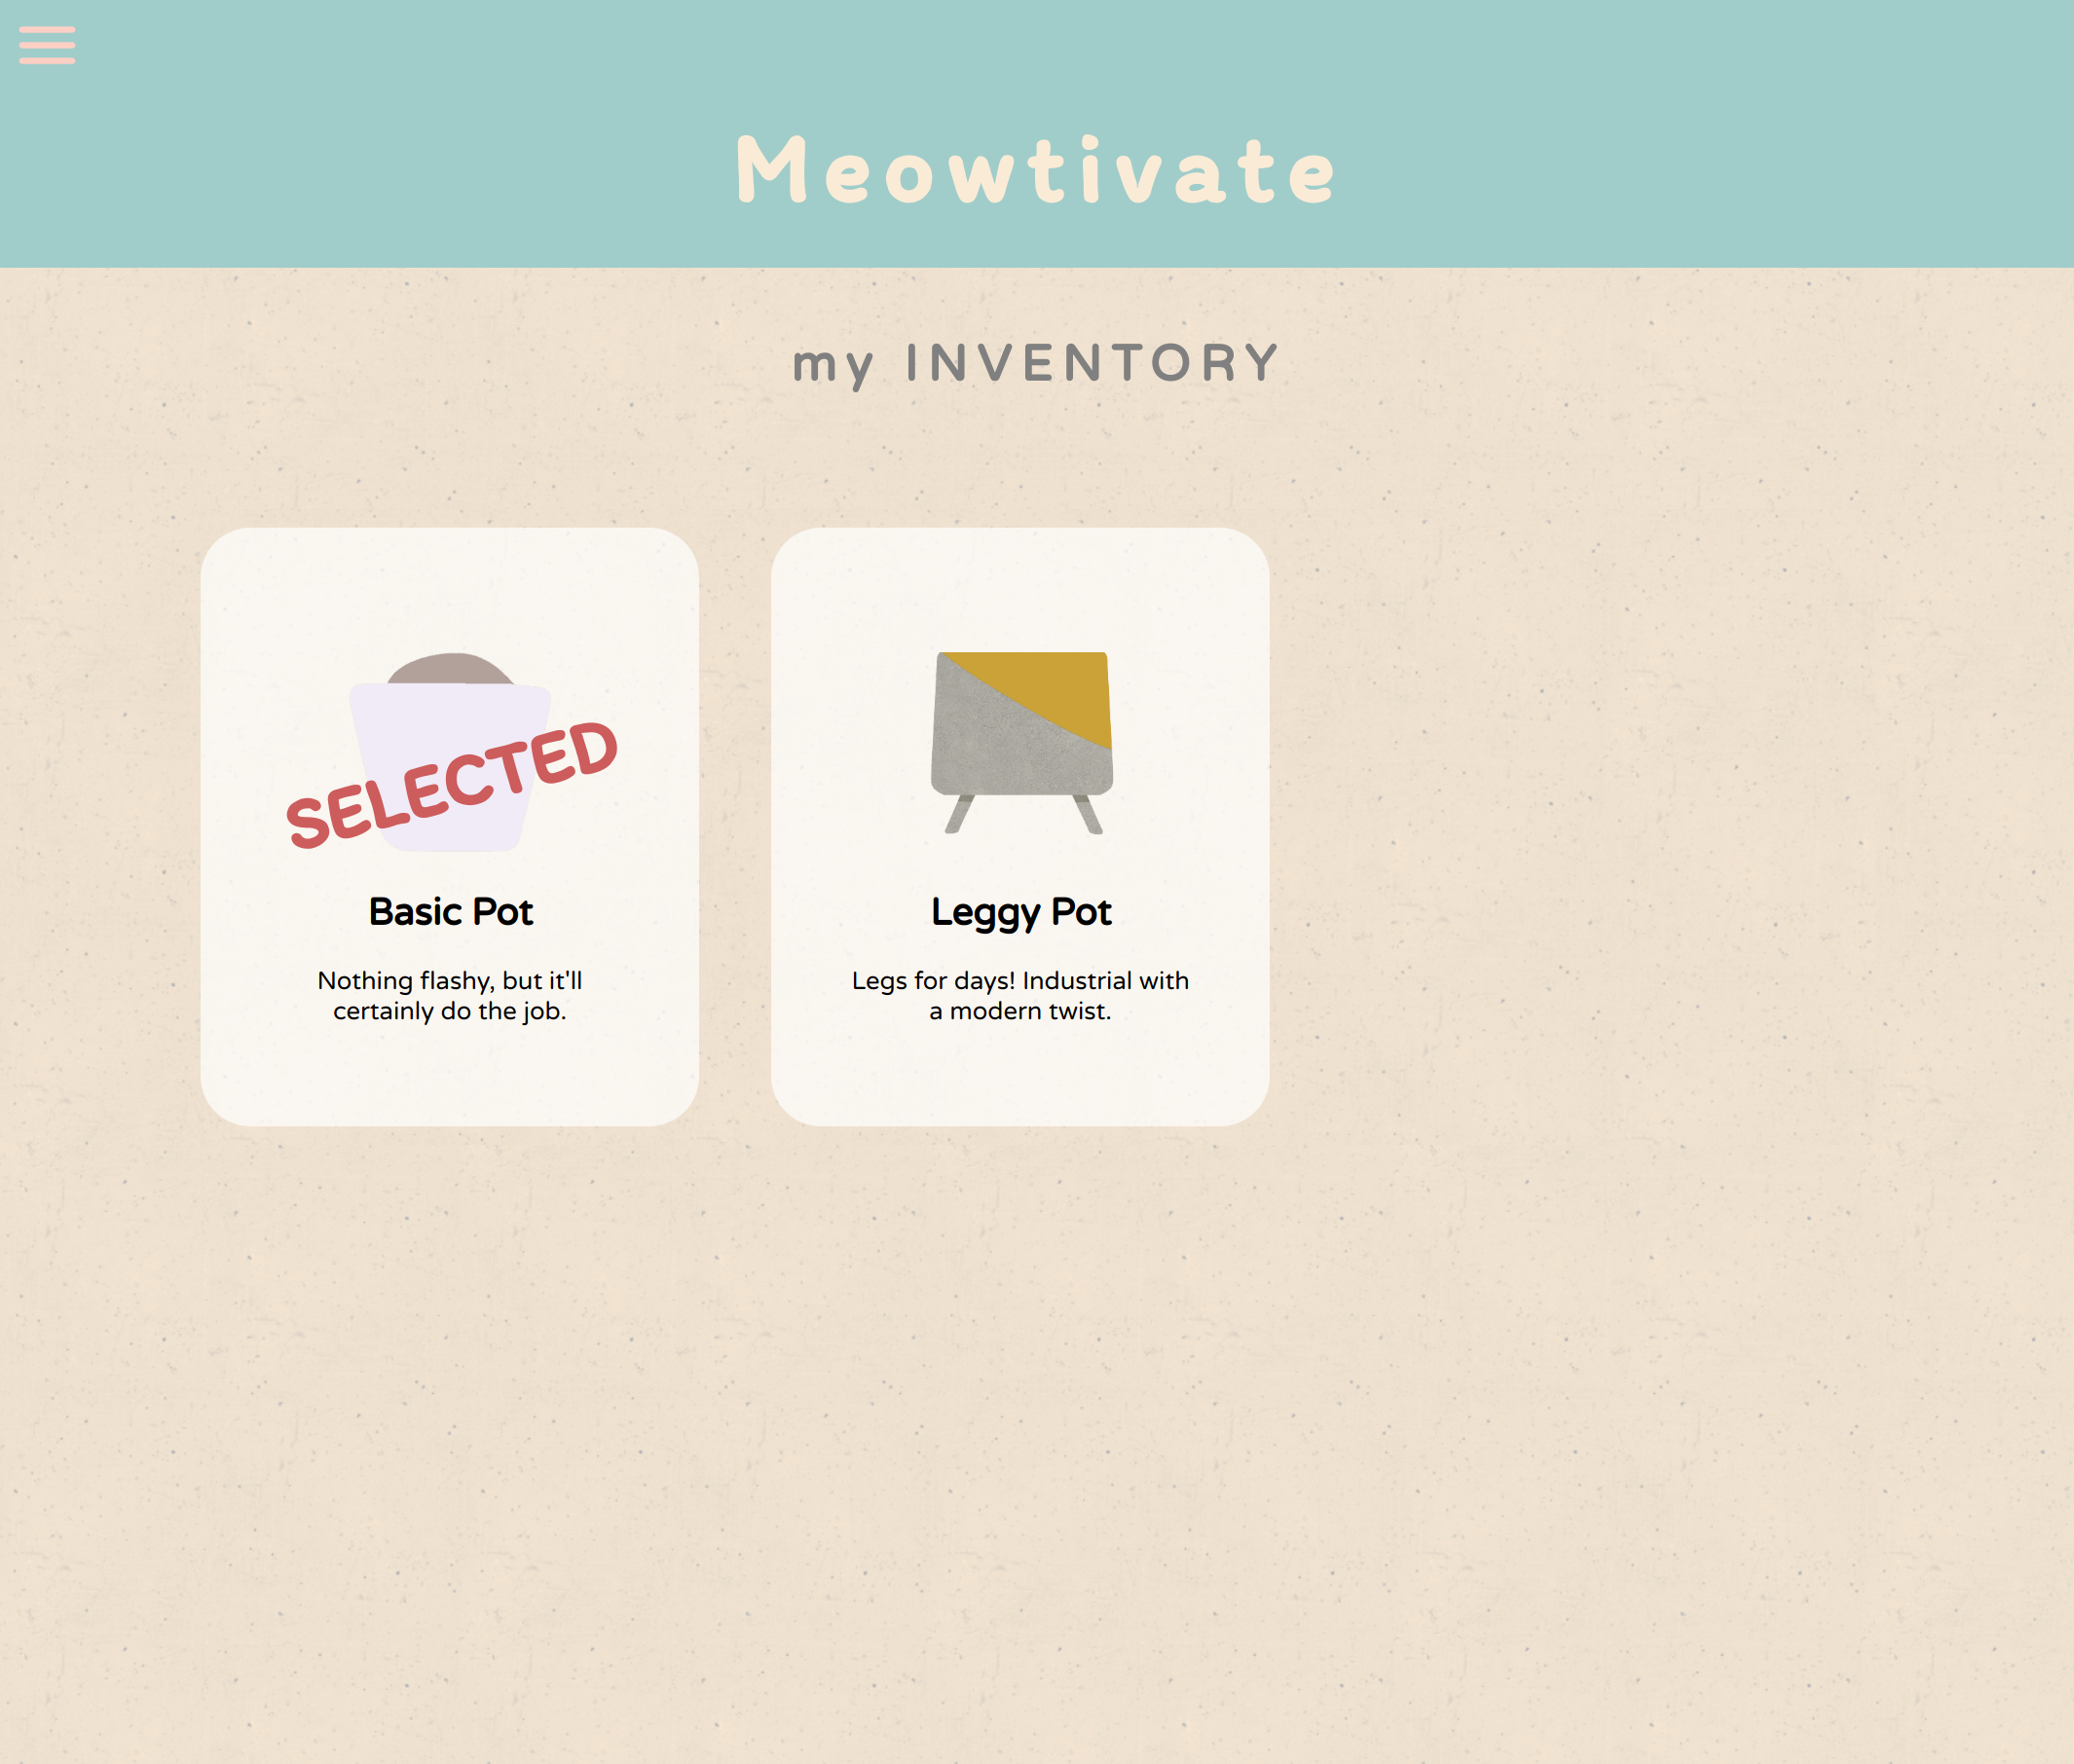 Meowtivate
my INVENTORY
SELECTED
Basic Pot
Nothing flashy, but it'll
certainly do the job.
Leggy Pot
Legs for days! Industrial with
a modern twist.